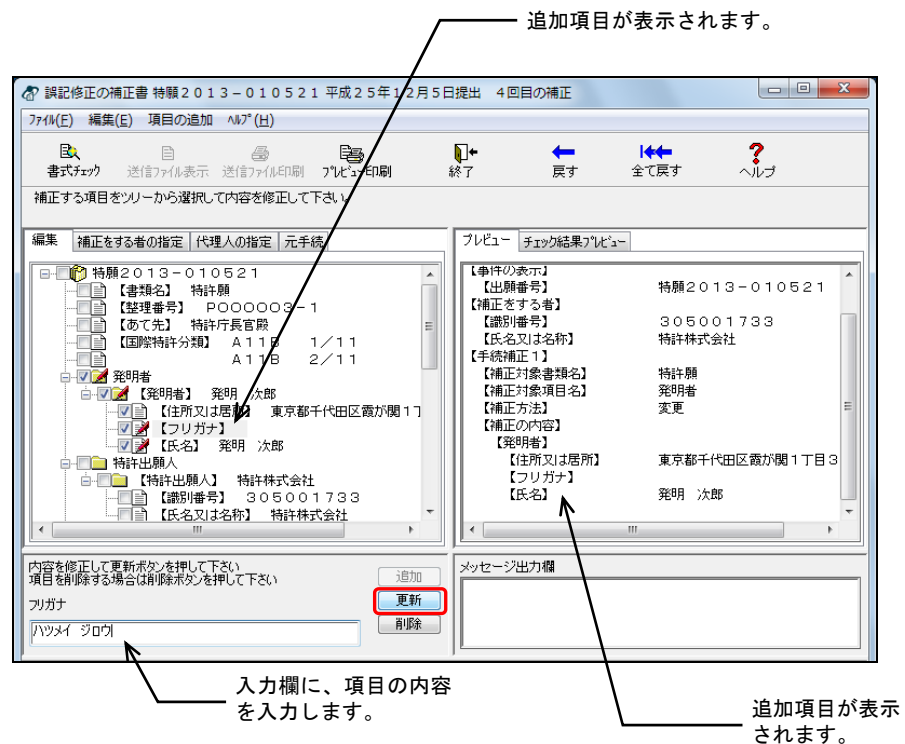 追加項目が表示されます。
誤記修正の補正書 特願２０１３－０１０５２１ 平成２５年１２月５日提出　４回目の補正
ﾌｧｲﾙ(F)　編集(E)　項目の追加　ﾍﾙﾌﾟ(H)
書式ﾁｪｯｸ　送信ﾌｧｲﾙ表示　送信ﾌｧｲﾙ印刷　ﾌﾟﾚﾋﾞｭｰ印刷　終了　戻す　全て戻す　ヘルプ
補正する項目をツリーから選択して内容を修正して下さい。
編集　補正をする者の指定　代理人の指定　元手続
特願２０１３－０１０５２１
【書類名】　特許願
【整理番号】　Ｐ０００００３－１
【あて先】　特許庁長官殿
【国際特許分類】　Ａ１１Ｂ　　１／１１
Ａ１１Ｂ　　２／１１
発明者
【発明者】　発明　次郎
【住所又は居所】　東京都千代田区霞が関１丁
【フリガナ】
【氏名】　発明　次郎
特許出願人
【特許出願人】　特許株式会社
【識別番号】　３０５００１７３３
【氏名又は名称】　特許株式会社
プレビュー　チェック結果ﾌﾟﾚﾋﾞｭｰ
【事件の表示】
【出願番号】　特願２０１３－０１０５２１
【補正をする者】
【識別番号】　３０５００１７３３
【氏名又は名称】　特許株式会社
【手続補正１】
【補正対象書類名】　特許願
【補正対象項目名】　発明者
【補正方法】　変更
【補正の内容】
【発明者】
【住所又は居所】　東京都千代田区霞が関１丁目３
【フリガナ】
【氏名】　発明　次郎
内容を修正して更新ボタンを押して下さい
項目を削除する場合は削除ボタンを押して下さい
フリガナ
ハツメイ　ジロウ
追加
更新
削除
メッセージ出力欄
入力欄に、項目の内容
を入力します。
追加項目が表示
されます。